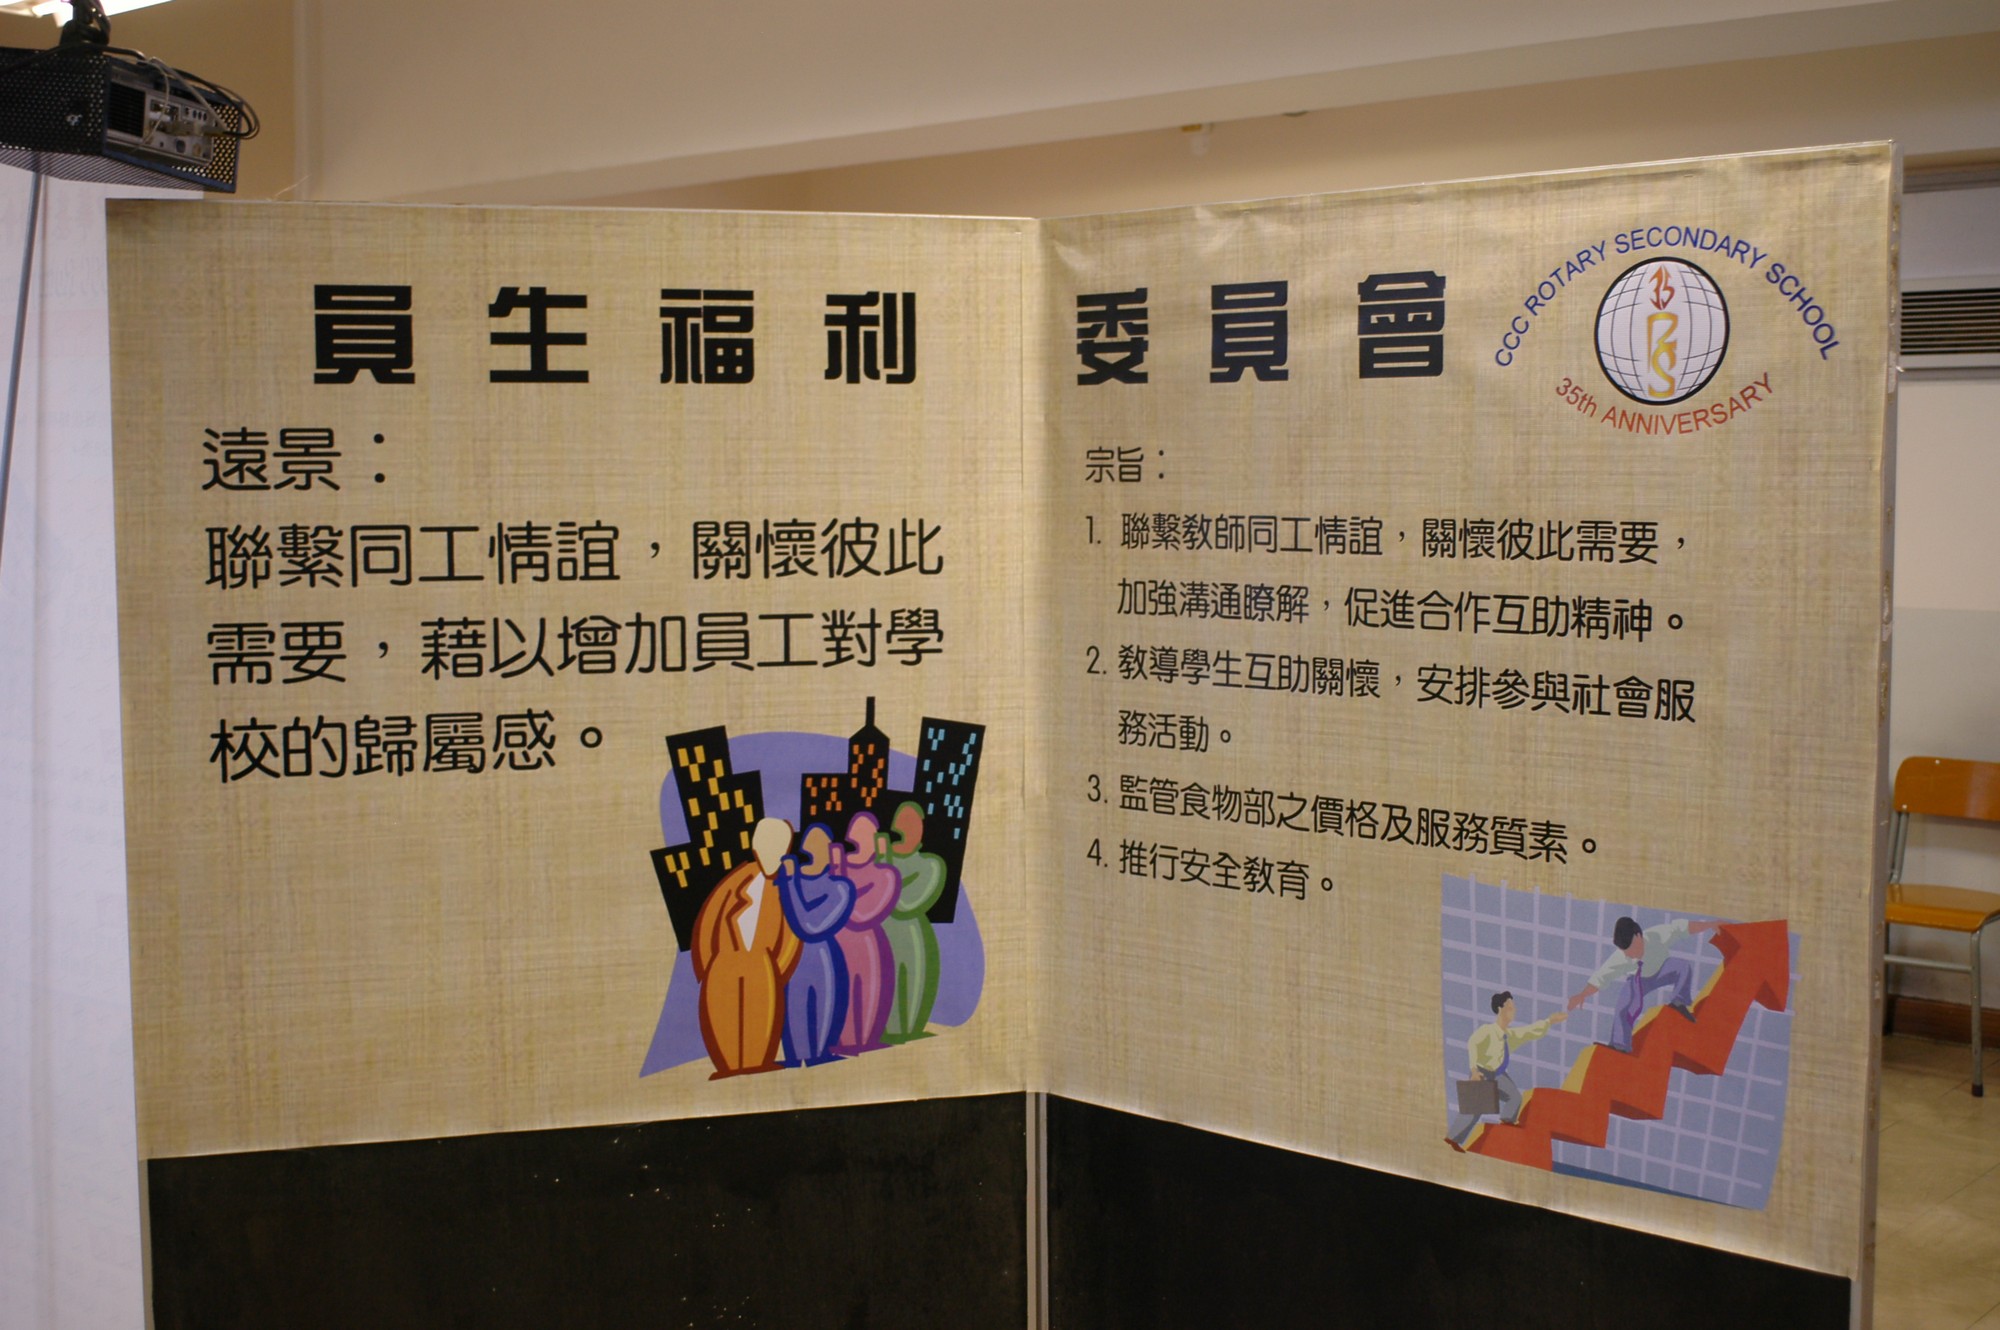 員生福利委員會
遠景：
聯繫同工情誼，關懷彼此
需要，藉以增加員工對學
校的歸屬感。
CCC ROTARY SECONDARY SCHOOL
35
RSS
35th ANNIVERSARY
宗旨：
1. 聯繫教師同工情誼，關懷彼此需要，
加強溝通瞭解，促進合作互助精神。
2. 教導學生互助關懷，安排參與社會服
務活動。
3. 監管食物部之價格及服務質素。
4. 推行安全教育。